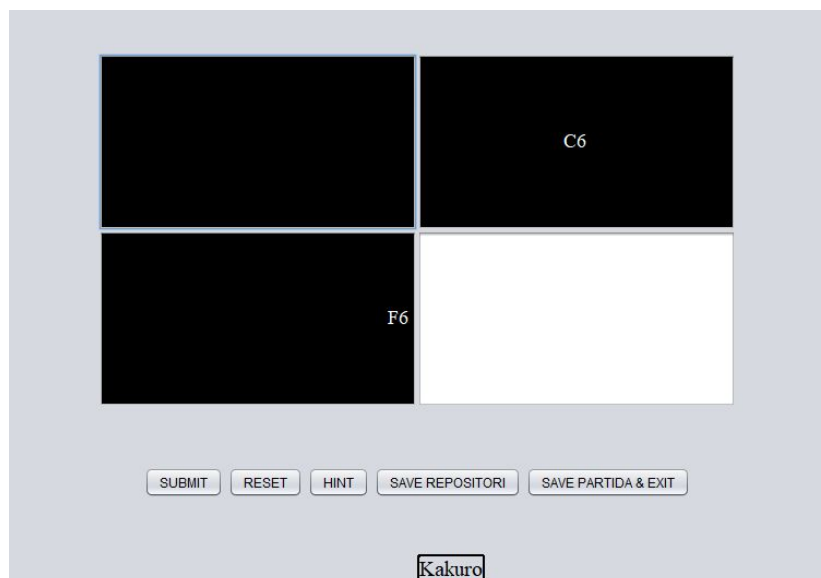 C6
F6
SUBMIT RESET HINT SAVE REPOSITORI SAVE PARTIDA & EXIT
Kakuro